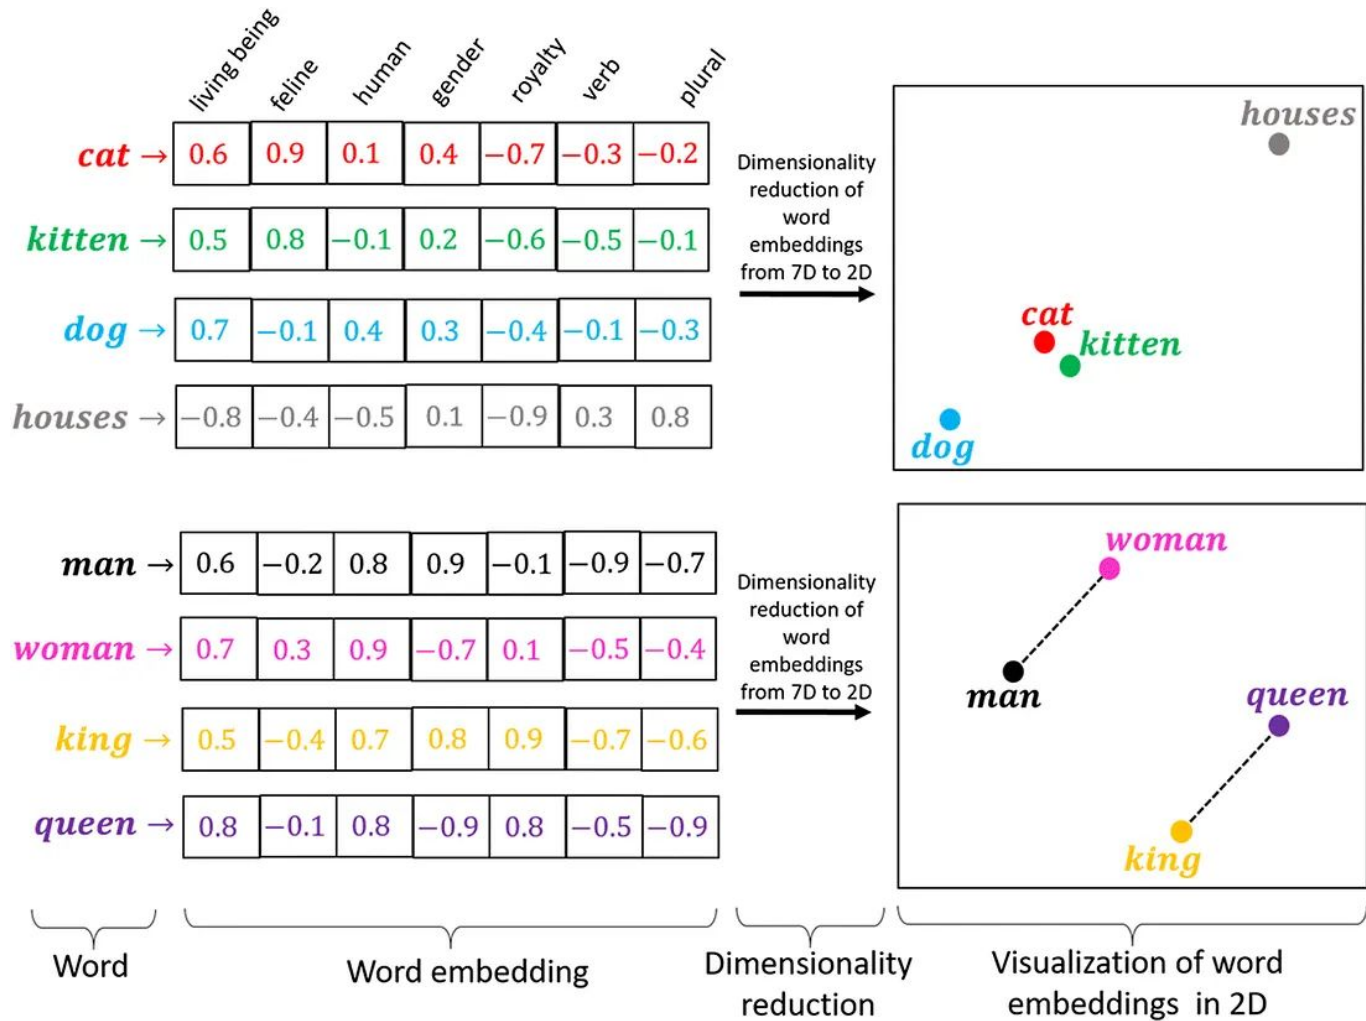 living being feline human gender royalty verb plural
cat → 0.6 0.9 0.1 0.4 −0.7 −0.3 −0.2
kitten → 0.5 0.8 −0.1 0.2 −0.6 −0.5 −0.1
dog → 0.7 −0.1 0.4 0.3 −0.4 −0.1 −0.3
houses → −0.8 −0.4 −0.5 0.1 −0.9 0.3 0.8
Dimensionality
reduction of
word
embeddings
from 7D to 2D
houses
cat
kitten
dog
man → 0.6 −0.2 0.8 0.9 −0.1 −0.9 −0.7
woman → 0.7 0.3 0.9 −0.7 0.1 −0.5 −0.4
king → 0.5 −0.4 0.7 0.8 0.9 −0.7 −0.6
queen → 0.8 −0.1 0.8 −0.9 0.8 −0.5 −0.9
Dimensionality
reduction of
word
embeddings
from 7D to 2D
woman
man
queen
king
Word
Word embedding
Dimensionality
reduction
Visualization of word
embeddings in 2D